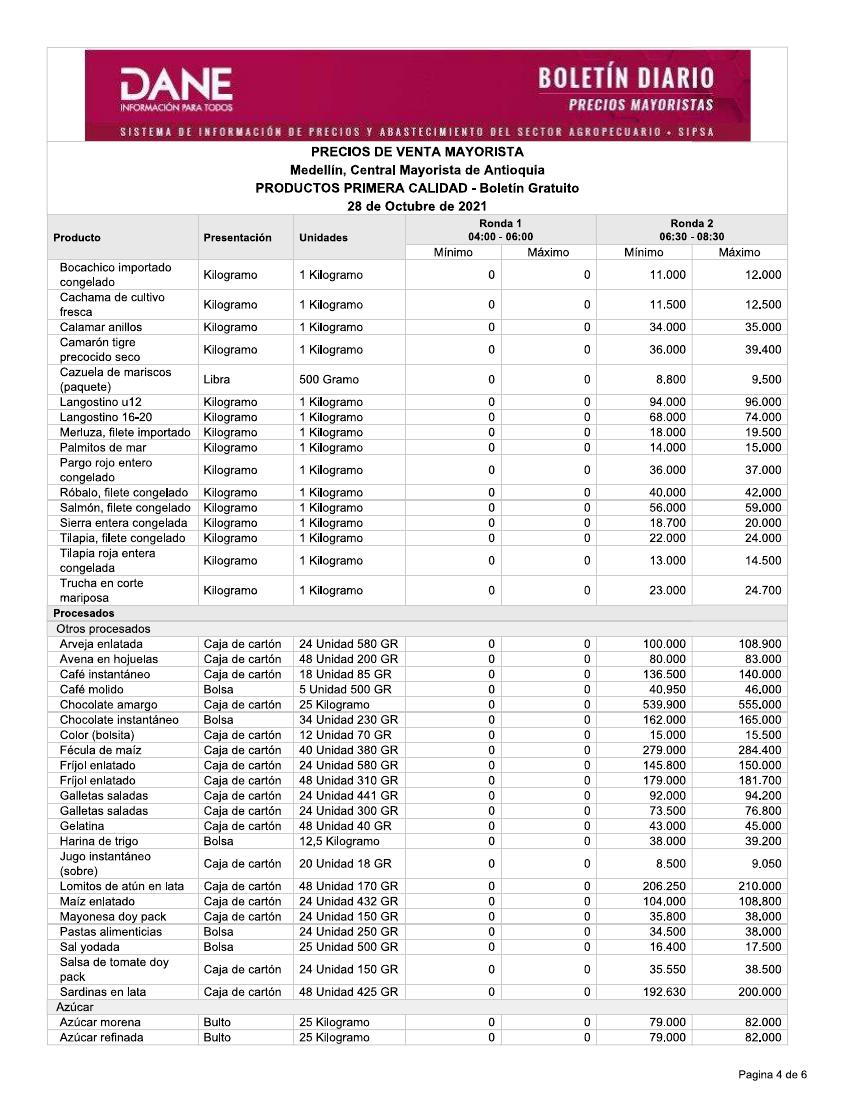 DANE
INFORMACIÓN PARA TODOS
BOLETÍN DIARIO
PRECIOS MAYORISTAS
SISTEMA DE INFORMACIÓN DE PRECIOS Y ABASTECIMIENTO DEL SECTOR AGROPECUARIO • SIPSA
PRECIOS DE VENTA MAYORISTA
Medellín, Central Mayorista de Antioquia
PRODUCTOS PRIMERA CALIDAD - Boletín Gratuito
28 de Octubre de 2021
Producto Presentación Unidades Ronda 1 04:00 - 06:00 Ronda 2 06:30 - 08:30
Mínimo Máximo Mínimo Máximo
Bocachico importado
congelado Kilogramo 1 Kilogramo 0 0 11.000 12.000
Cachama de cultivo
fresca Kilogramo 1 Kilogramo 0 0 11.500 12.500
Calamar anillos Kilogramo 1 Kilogramo 0 0 34.000 35.000
Camarón tigre
precocido seco Kilogramo 1 Kilogramo 0 0 36.000 39.400
Cazuela de mariscos
(paquete) Libra 500 Gramo 0 0 8.800 9.500
Langostino u12 Kilogramo 1 Kilogramo 0 0 94.000 96.000
Langostino 16-20 Kilogramo 1 Kilogramo 0 0 68.000 74.000
Merluza, filete importado Kilogramo 1 Kilogramo 0 0 18.000 19.500
Palmitos de mar Kilogramo 1 Kilogramo 0 0 14.000 15.000
Pargo rojo entero
congelado Kilogramo 1 Kilogramo 0 0 36.000 37.000
Róbalo, filete congelado Kilogramo 1 Kilogramo 0 0 40.000 42.000
Salmón, filete congelado Kilogramo 1 Kilogramo 0 0 56.000 59.000
Sierra entera congelada Kilogramo 1 Kilogramo 0 0 18.700 20.000
Tilapia, filete congelado Kilogramo 1 Kilogramo 0 0 22.000 24.000
Tilapia roja entera
congelada Kilogramo 1 Kilogramo 0 0 13.000 14.500
Trucha en corte
mariposa Kilogramo 1 Kilogramo 0 0 23.000 24.700
Procesados
Otros procesados
Arveja enlatada Caja de cartón 24 Unidad 580 GR 0 0 100.000 108.900
Avena en hojuelas Caja de cartón 48 Unidad 200 GR 0 0 80.000 83.000
Café instantáneo Caja de cartón 18 Unidad 85 GR 0 0 136.500 140.000
Café molido Bolsa 5 Unidad 500 GR 0 0 40.950 46.000
Chocolate amargo Caja de cartón 25 Kilogramo 0 0 539.900 555.000
Chocolate instantáneo Bolsa 34 Unidad 230 GR 0 0 162.000 165.000
Color (bolsita) Caja de cartón 12 Unidad 70 GR 0 0 15.000 15.500
Fécula de maíz Caja de cartón 40 Unidad 380 GR 0 0 279.000 284.400
Fríjol enlatado Caja de cartón 24 Unidad 580 GR 0 0 145.800 150.000
Fríjol enlatado Caja de cartón 48 Unidad 310 GR 0 0 179.000 181.700
Galletas saladas Caja de cartón 24 Unidad 441 GR 0 0 92.000 94.200
Galletas saladas Caja de cartón 24 Unidad 300 GR 0 0 73.500 76.800
Gelatina Caja de cartón 48 Unidad 40 GR 0 0 43.000 45.000
Harina de trigo Bolsa 12,5 Kilogramo 0 0 38.000 39.200
Jugo instantáneo
(sobre) Caja de cartón 20 Unidad 18 GR 0 0 8.500 9.050
Lomitos de atún en lata Caja de cartón 48 Unidad 170 GR 0 0 206.250 210.000
Maíz enlatado Caja de cartón 24 Unidad 432 GR 0 0 104.000 108.800
Mayonesa doy pack Caja de cartón 24 Unidad 150 GR 0 0 35.800 38.000
Pastas alimenticias Bolsa 24 Unidad 250 GR 0 0 34.500 38.000
Sal yodada Bolsa 25 Unidad 500 GR 0 0 16.400 17.500
Salsa de tomate doy
pack Caja de cartón 24 Unidad 150 GR 0 0 35.550 38.500
Sardinas en lata Caja de cartón 48 Unidad 425 GR 0 0 192.630 200.000
Azúcar
Azúcar morena Bulto 25 Kilogramo 0 0 79.000 82.000
Azúcar refinada Bulto 25 Kilogramo 0 0 79.000 82.000
Pagina 4 de 6